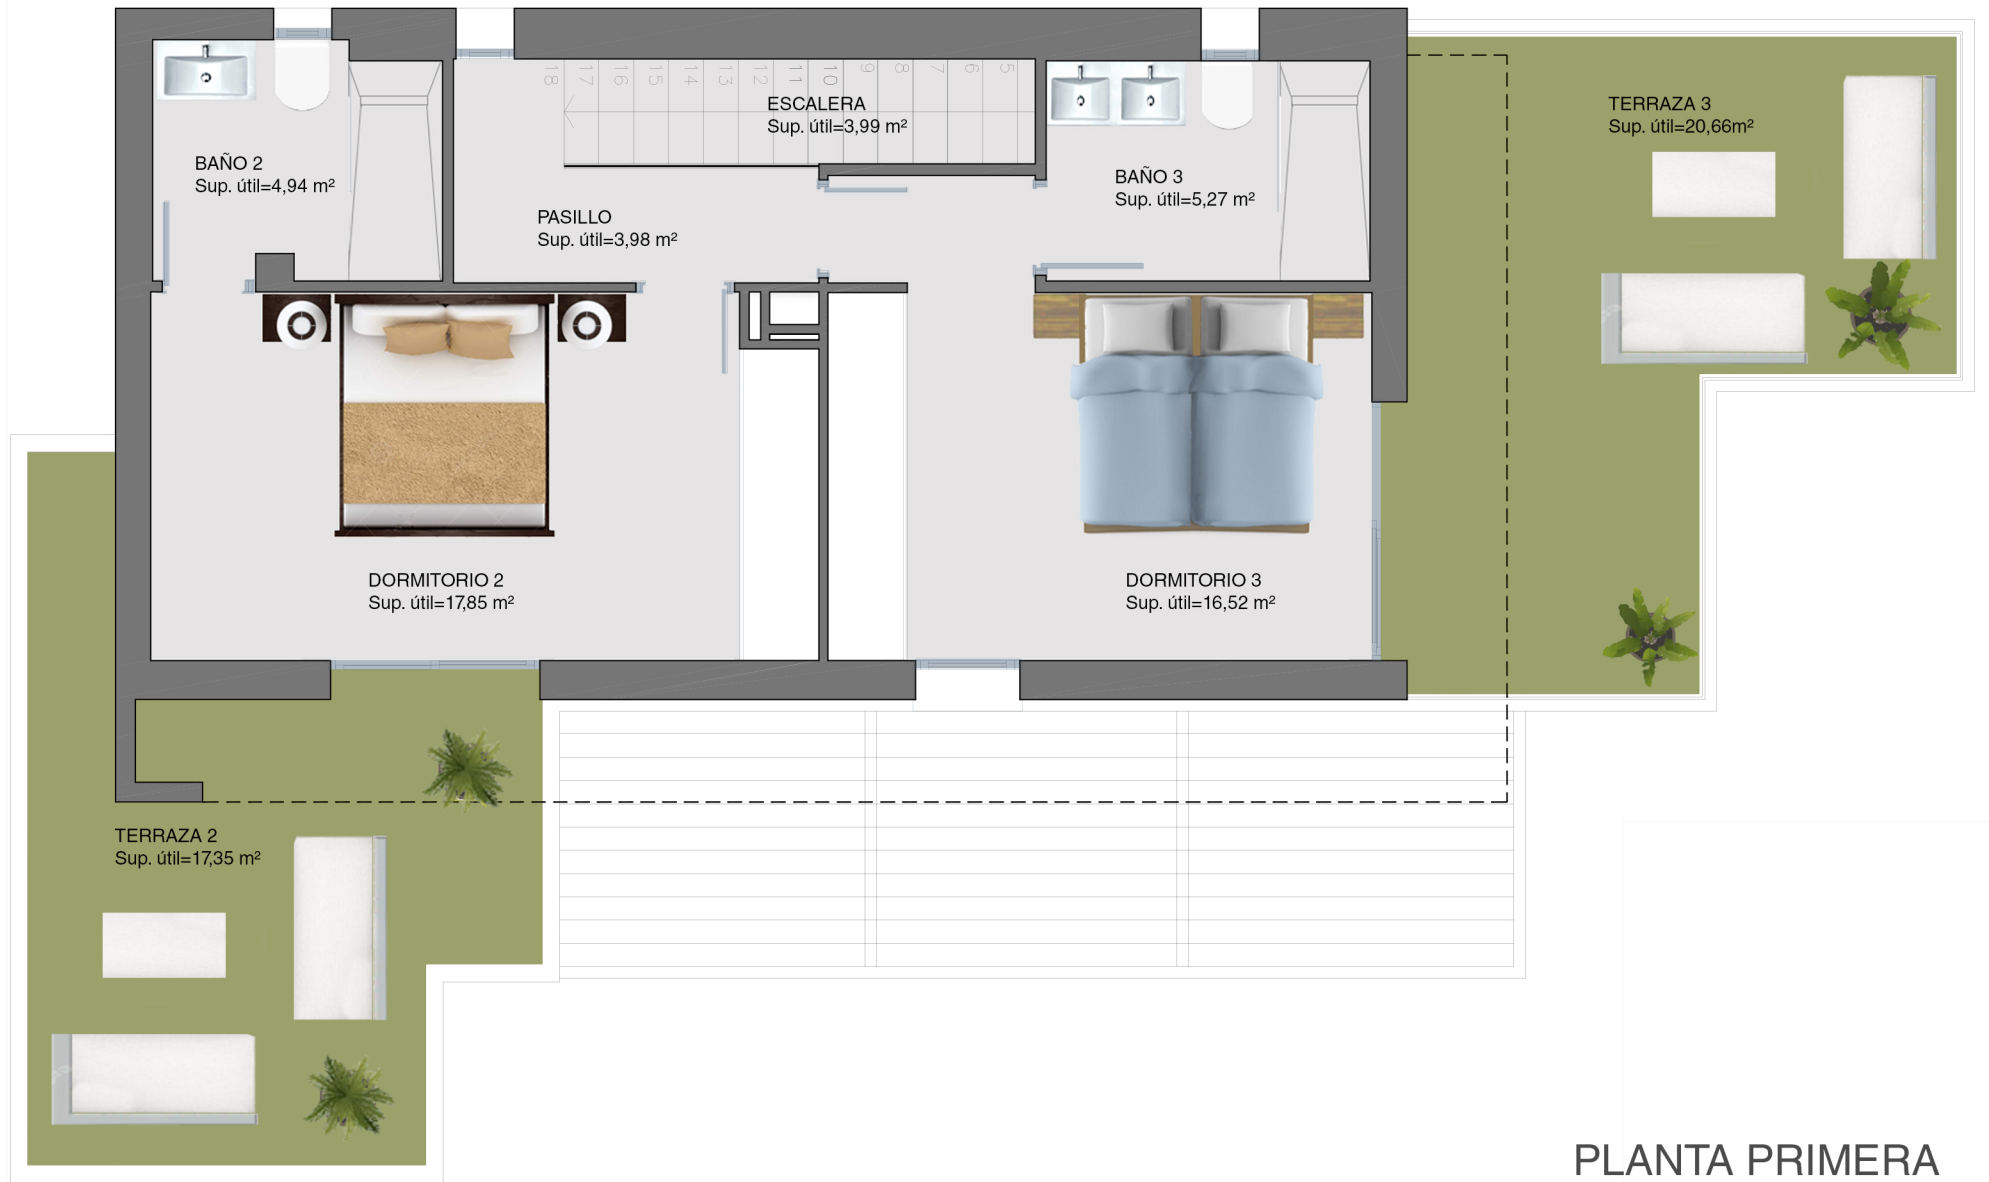 18 17 16 15 14 13 12 11 10 9 8 7 6 5
ESCALERA
Sup. útil=3,99 m²
TERRAZA 3
Sup. útil=20,66m²
BAÑO 2
Sup. útil=4,94 m²
BAÑO 3
Sup. útil=5,27 m²
PASILLO
Sup. útil=3,98 m²
DORMITORIO 2
Sup. útil=17,85 m²
DORMITORIO 3
Sup. útil=16,52 m²
TERRAZA 2
Sup. útil=17,35 m²
PLANTA PRIMERA